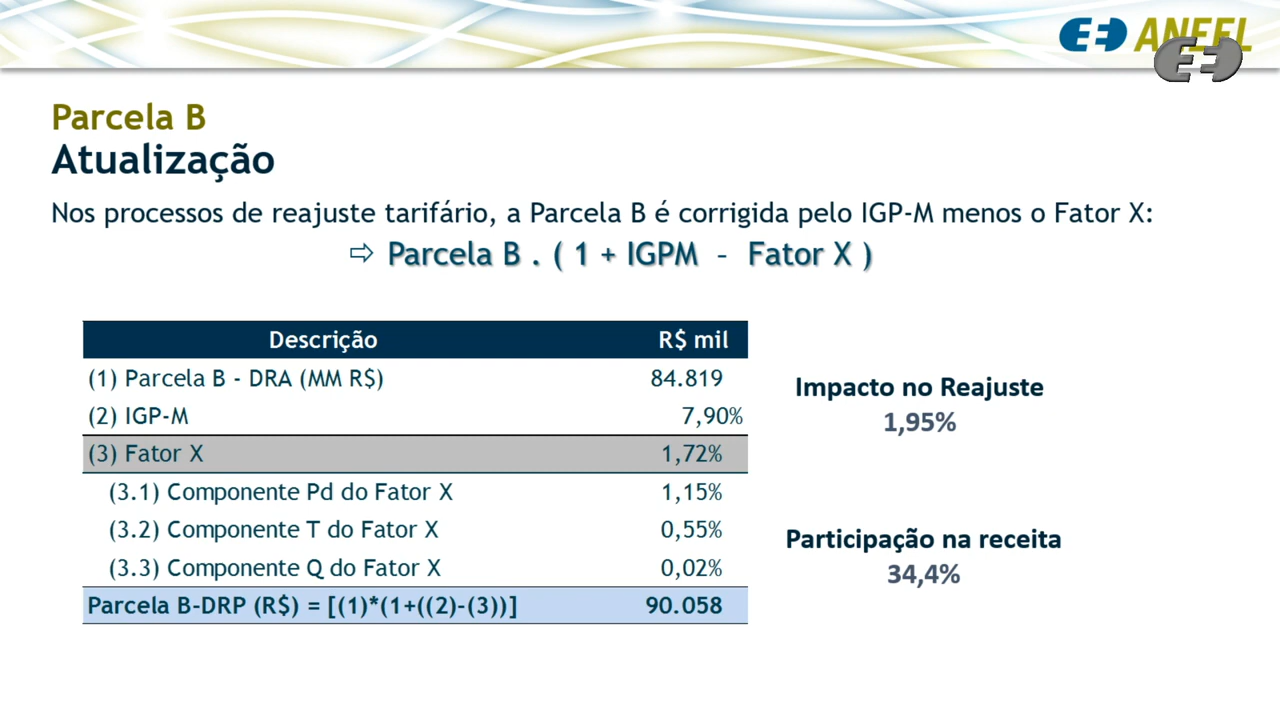 ANEEL
Parcela B
Atualização
Nos processos de reajuste tarifário, a Parcela B é corrigida pelo IGP-M menos o Fator X:
⇨ Parcela B . ( 1 + IGPM – Fator X )
Descrição R$ mil
(1) Parcela B - DRA (MM R$) 84.819
(2) IGP-M 7,90%
(3) Fator X 1,72%
(3.1) Componente Pd do Fator X 1,15%
(3.2) Componente T do Fator X 0,55%
(3.3) Componente Q do Fator X 0,02%
Parcela B-DRP (R$) = [(1)*(1+((2)-(3))] 90.058
Impacto no Reajuste
1,95%
Participação na receita
34,4%